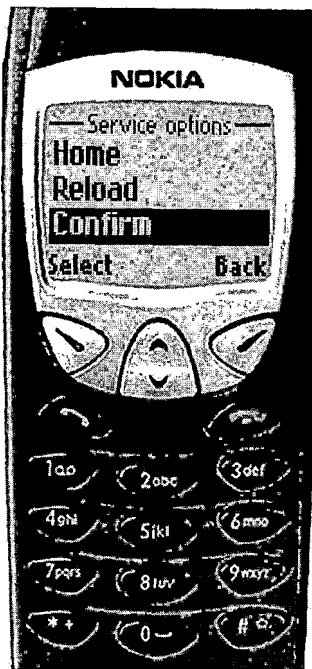 NOKIA
Service options
Home
Reload
Confirm
Select Back
1 2abc 3def
4ghi 5jkl 6mno
7pqrs 8tuv 9wxyz
* + 0 #